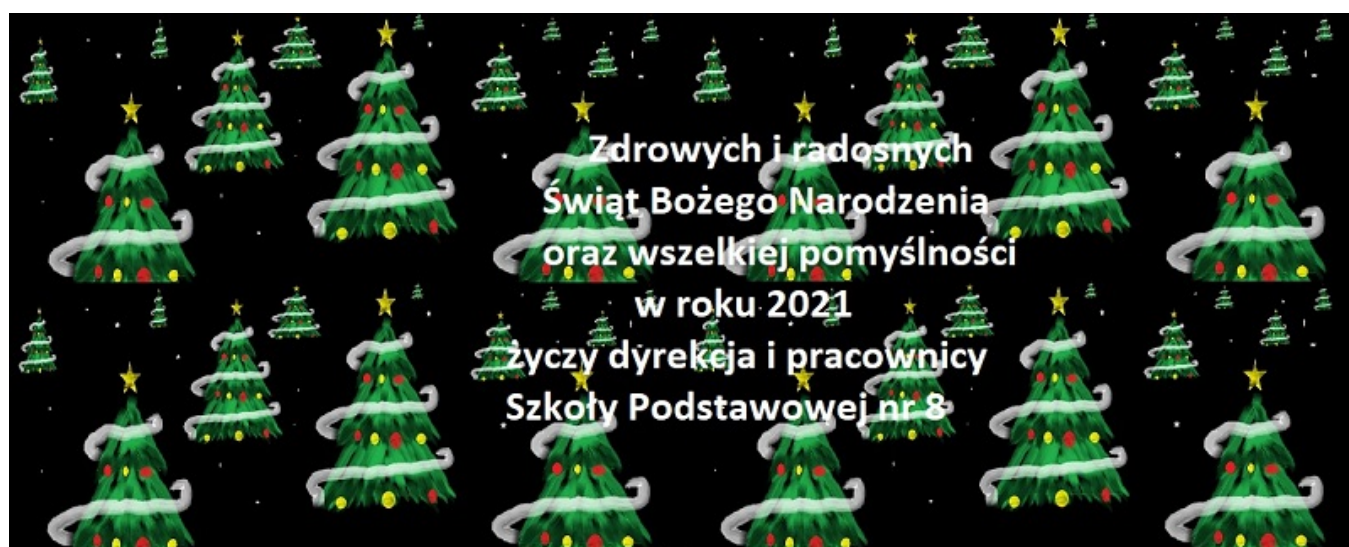 Zdrowych i radosnych
Świąt Bożego Narodzenia
oraz wszelkiej pomyślności
w roku 2021
życzy dyrekcja i pracownicy
Szkoły Podstawowej nr 8